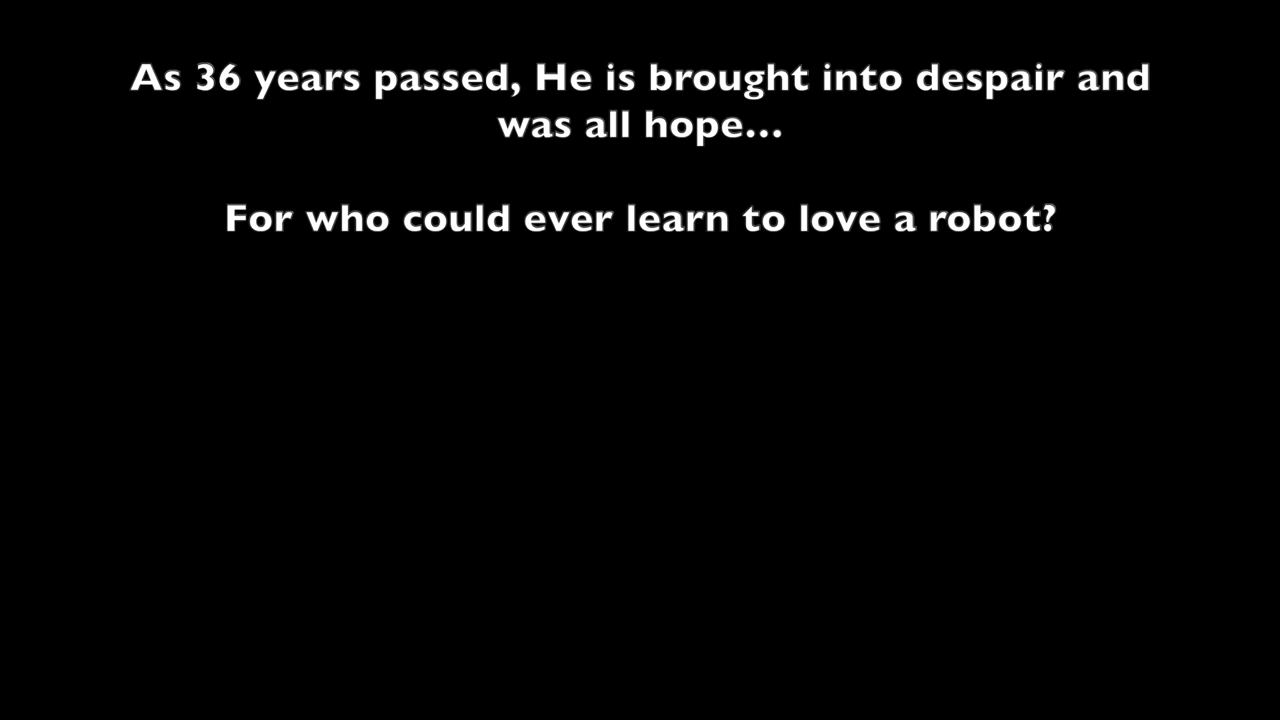 As 36 years passed, He is brought into despair and
was all hope...
For who could ever learn to love a robot?